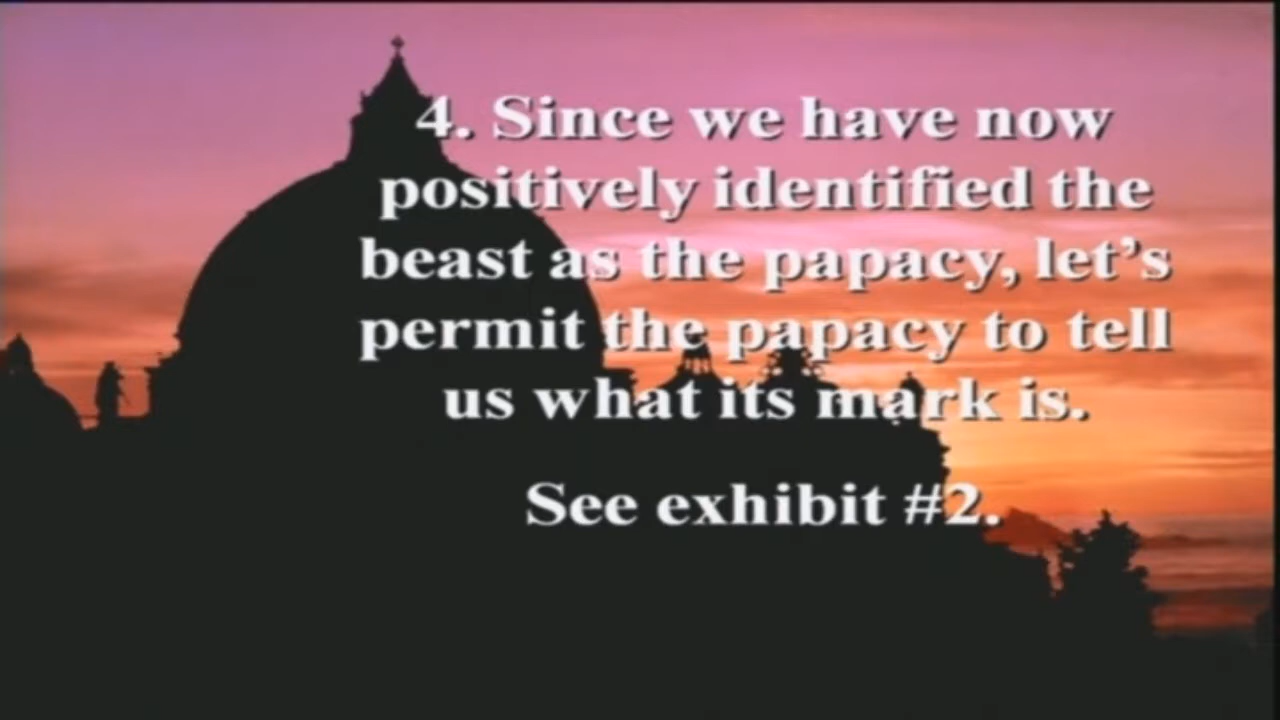 4. Since we have now
positively identified the
beast as the papacy, let's
permit the papacy to tell
us what its mark is.
See exhibit #2.